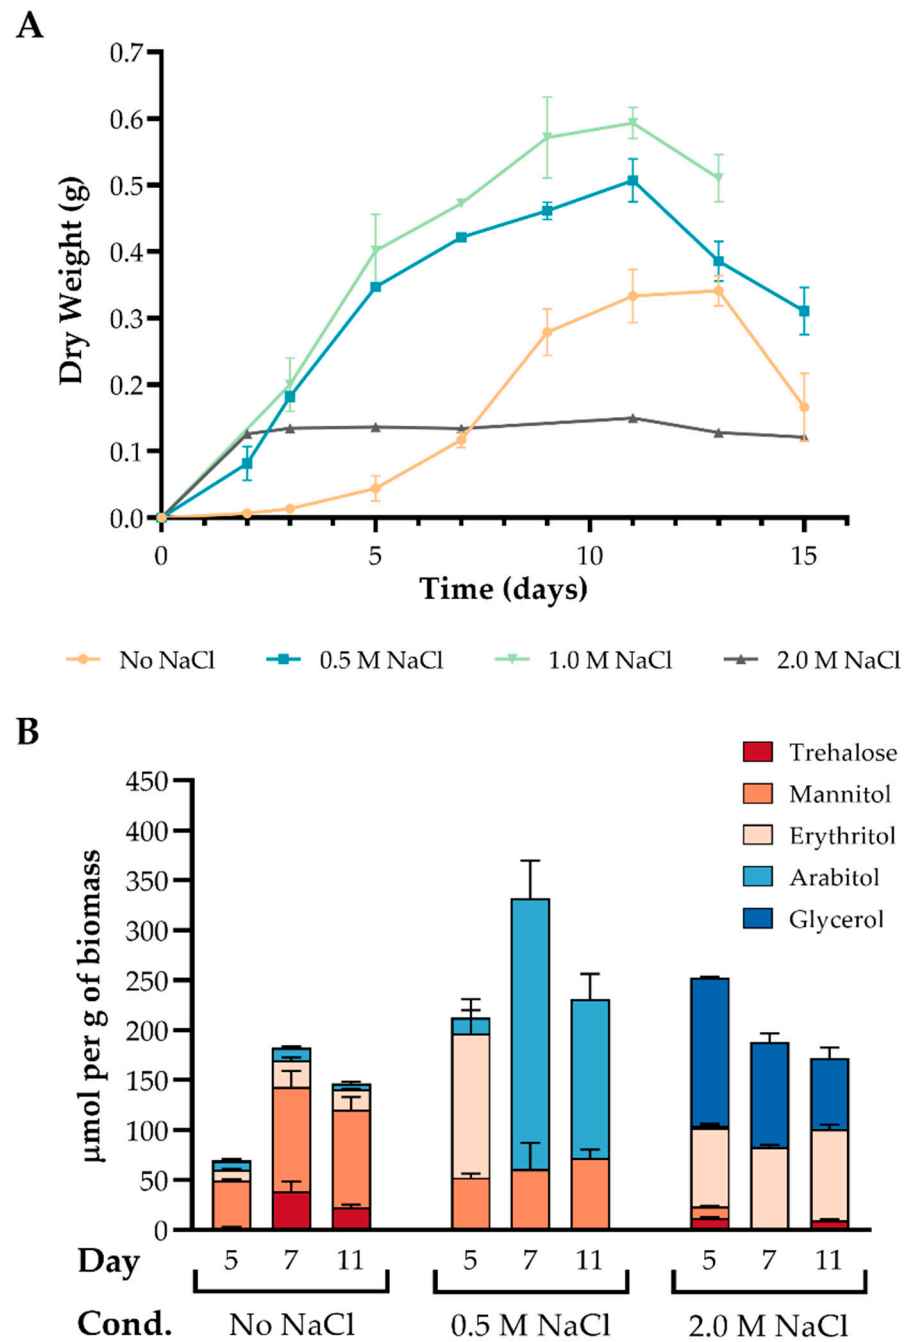 A
0.7
0.6
0.5
0.4
0.3
0.2
0.1
0.0
Dry Weight (g)
0 5 10 15
Time (days)
No NaCl 0.5 M NaCl 1.0 M NaCl 2.0 M NaCl
B
Trehalose
Mannitol
Erythritol
Arabitol
Glycerol
450
400
350
300
250
200
150
100
50
0
μmol per g of biomass
Day 5 7 11 5 7 11 5 7 11
Cond. No NaCl 0.5 M NaCl 2.0 M NaCl